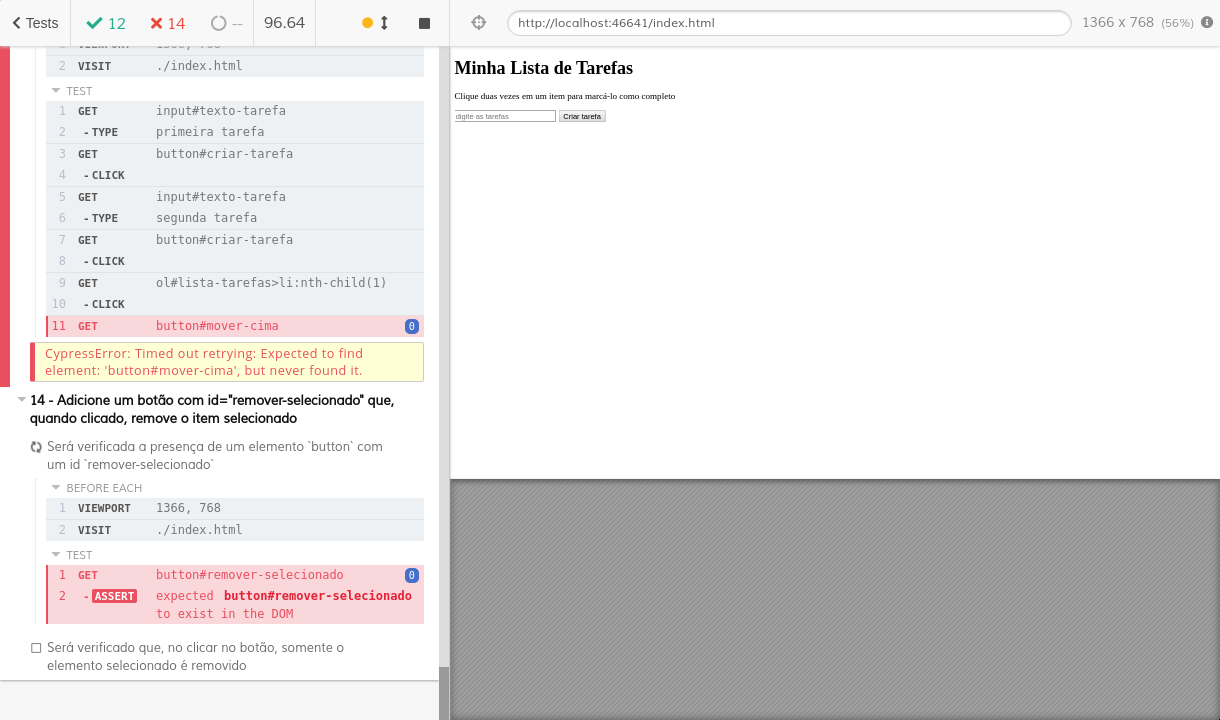 Tests 12 14 -- 96.64
http://localhost:46641/index.html 1366 x 768 (56%)
1 VIEWPORT 1366, 768
2 VISIT ./index.html
TEST
1 GET input#texto-tarefa
2 -TYPE primeira tarefa
3 GET button#criar-tarefa
4 -CLICK
5 GET input#texto-tarefa
6 -TYPE segunda tarefa
7 GET button#criar-tarefa
8 -CLICK
9 GET ol#lista-tarefas>li:nth-child(1)
10 -CLICK
11 GET button#mover-cima 0
CypressError: Timed out retrying: Expected to find
element: 'button#mover-cima', but never found it.
14 - Adicione um botão com id="remover-selecionado" que,
quando clicado, remove o item selecionado
Será verificada a presença de um elemento `button` com
um id `remover-selecionado`
BEFORE EACH
1 VIEWPORT 1366, 768
2 VISIT ./index.html
TEST
1 GET button#remover-selecionado 0
2 -ASSERT expected button#remover-selecionado
to exist in the DOM
Será verificado que, no clicar no botão, somente o
elemento selecionado é removido
Minha Lista de Tarefas
Clique duas vezes em um item para marcá-lo como completo
digite as tarefas Criar tarefa